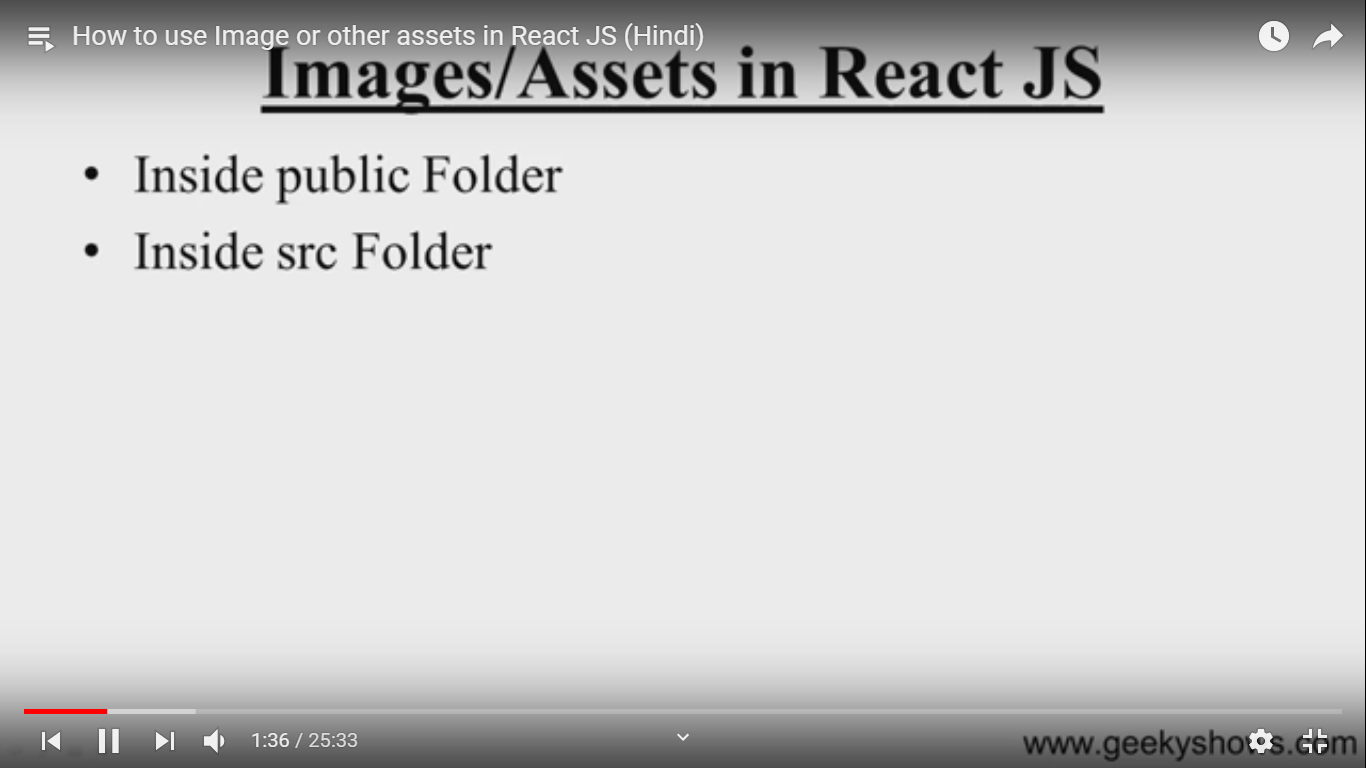 How to use Image or other assets in React JS (Hindi)
Images/Assets in React JS
• Inside public Folder
• Inside src Folder
1:36 / 25:33
www.geekyshows.com